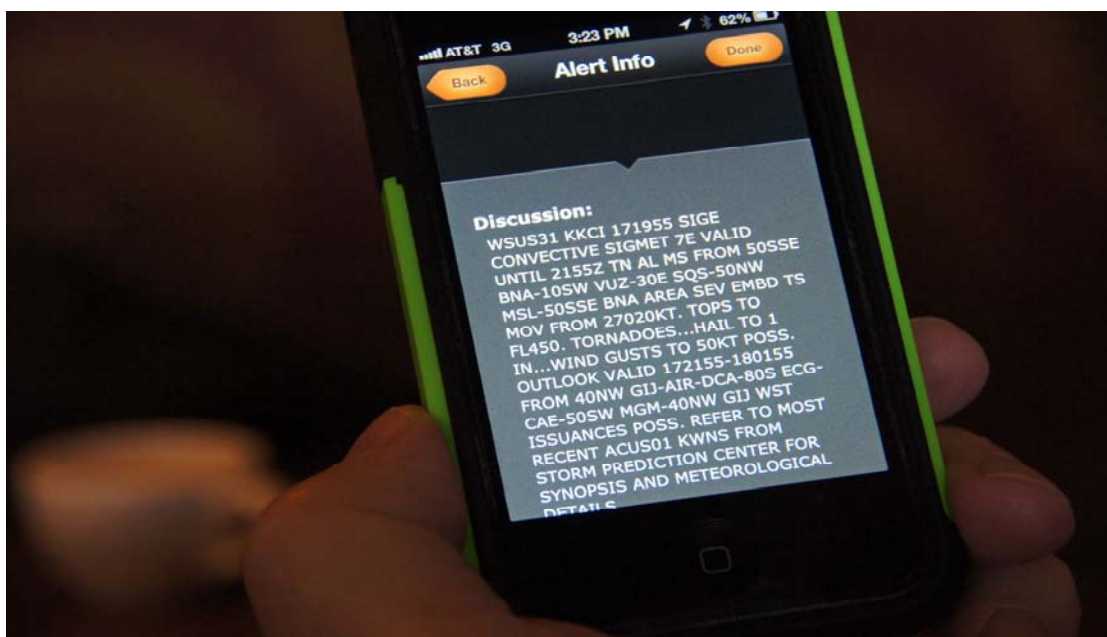 AT&T 3G 3:23 PM 62%
Back Alert Info Done
Discussion:
WSUS31 KKCI 171955 SIGE
CONVECTIVE SIGMET 7E VALID
UNTIL 2155Z TN AL MS FROM 50SSE
BNA-10SW VUZ-30E SQS-50NW
MSL-50SSE BNA AREA SEV EMBD TS
MOV FROM 27020KT. TOPS TO
FL450. TORNADOES...HAIL TO 1
IN...WIND GUSTS TO 50KT POSS.
OUTLOOK VALID 172155-180155
FROM 40NW GIJ-AIR-DCA-80S ECG-
CAE-50SW MGM-40NW GIJ WST
ISSUANCES POSS. REFER TO MOST
RECENT ACUS01 KWNS FROM
STORM PREDICTION CENTER FOR
SYNOPSIS AND METEOROLOGICAL
DETAILS